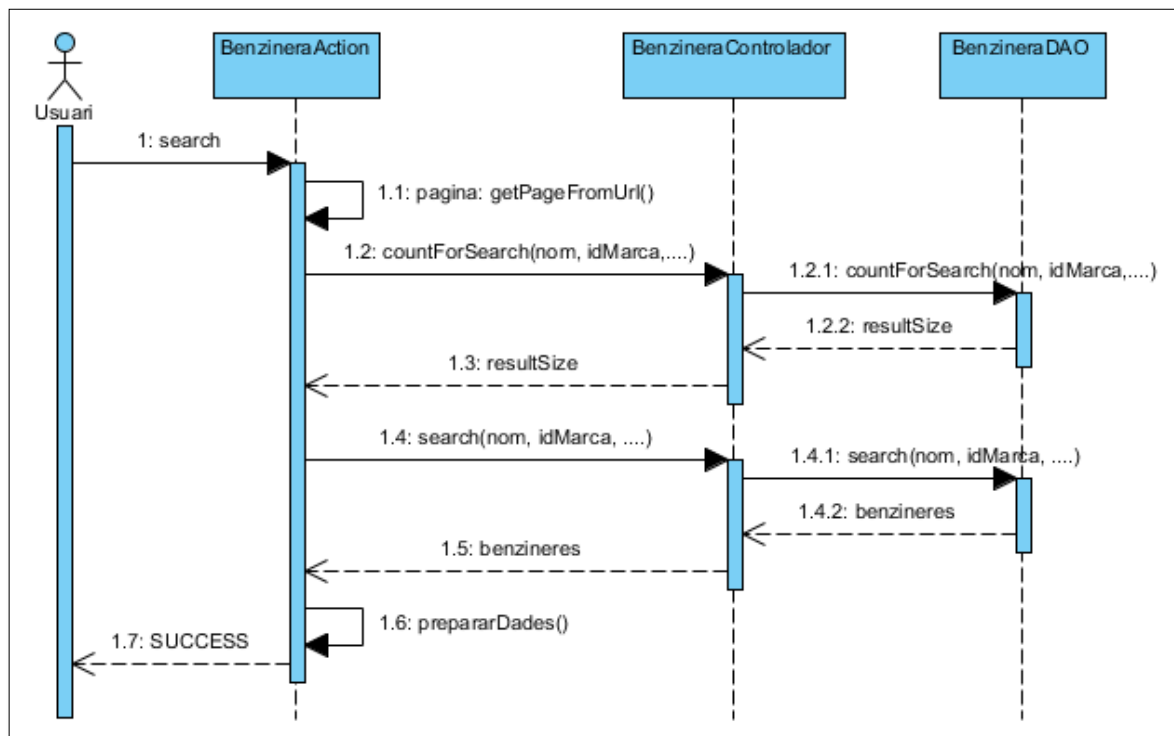 BenzineraAction
BenzineraControlador
BenzineraDAO
Usuari
1: search
1.1: pagina: getPageFromUrl()
1.2: countForSearch(nom, idMarca,....)
1.2.1: countForSearch(nom, idMarca,....)
1.2.2: resultSize
1.3: resultSize
1.4: search(nom, idMarca, ....)
1.4.1: search(nom, idMarca, ....)
1.4.2: benzineres
1.5: benzineres
1.6: prepararDades()
1.7: SUCCESS